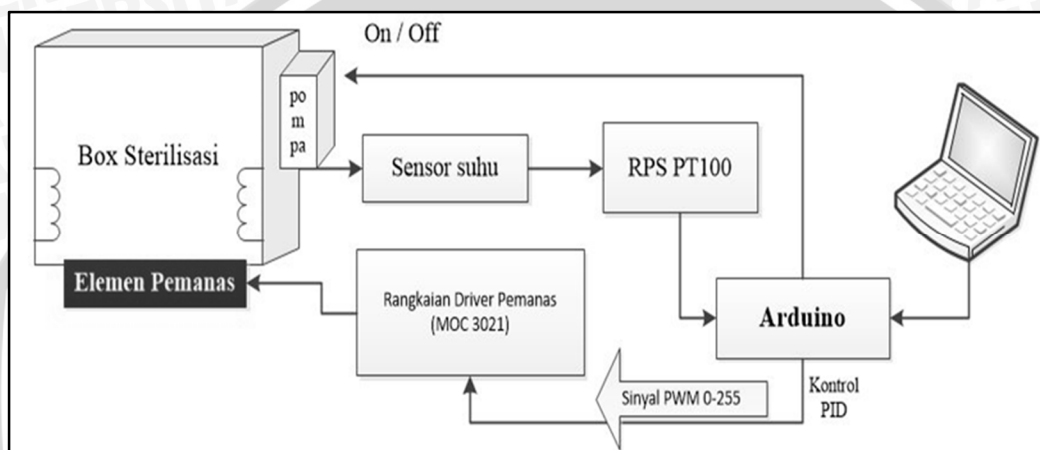 On / Off
po
m
pa
Box Sterilisasi
Sensor suhu
RPS PT100
Elemen Pemanas
Rangkaian Driver Pemanas
(MOC 3021)
Arduino
Sinyal PWM 0-255
Kontrol
PID